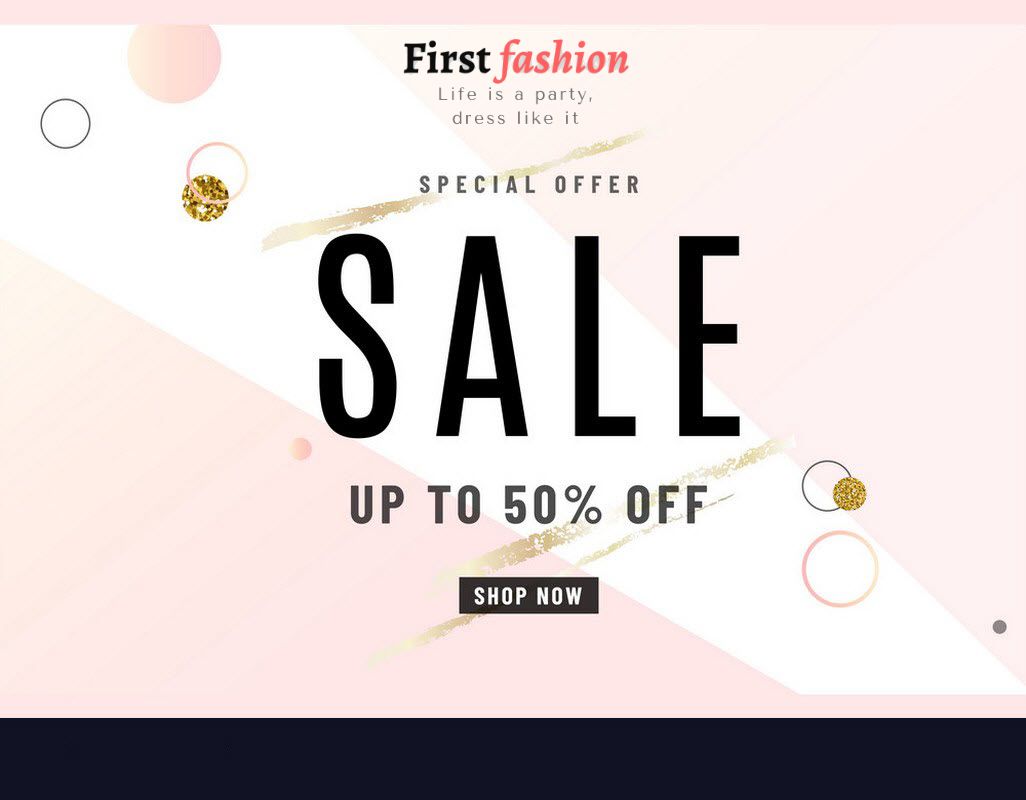 First fashion
Life is a party,
dress like it
SPECIAL OFFER
SALE
UP TO 50% OFF
SHOP NOW